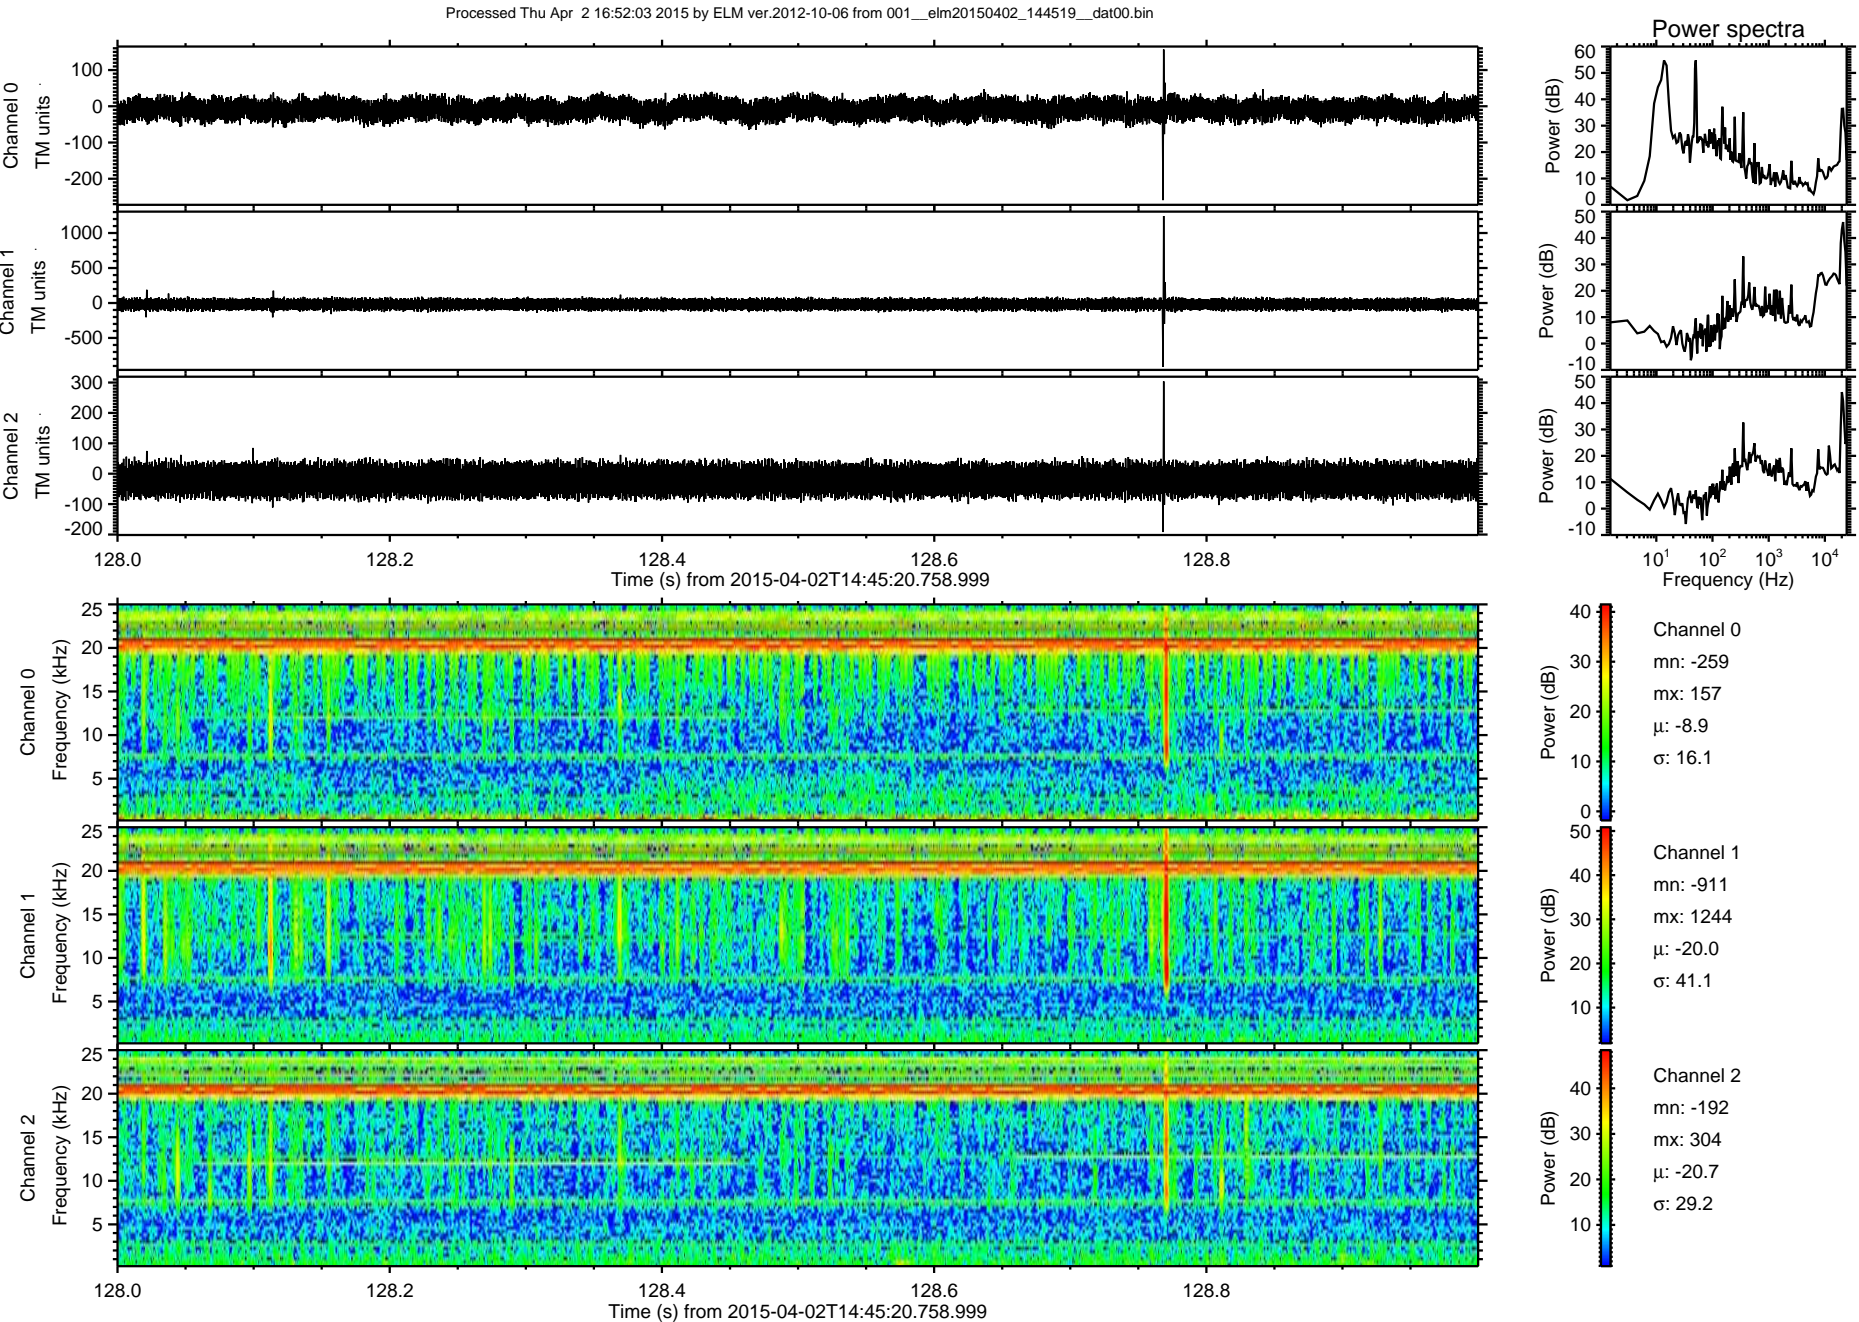 Processed Thu Apr  2 16:52:03 2015 by ELM ver.2012-10-06 from 001__elm20150402_144519__dat00.bin
Power spectra
Channel 0
TM units
100
0
-100
-200
Power (dB)
60
50
40
30
20
10
0
Channel 1
TM units
1000
500
0
-500
Power (dB)
50
40
30
20
10
0
-10
Channel 2
TM units
300
200
100
0
-100
-200
Power (dB)
50
40
30
20
10
0
-10
128.0 128.2 128.4 128.6 128.8
Time (s) from 2015-04-02T14:45:20.758.999
10^1 10^2 10^3 10^4
Frequency (Hz)
Channel 0
Frequency (kHz)
25
20
15
10
5
Power (dB)
40
30
20
10
0
Channel 0
mn: -259
mx: 157
μ: -8.9
σ: 16.1
Channel 1
Frequency (kHz)
25
20
15
10
5
Power (dB)
50
40
30
20
10
Channel 1
mn: -911
mx: 1244
μ: -20.0
σ: 41.1
Channel 2
Frequency (kHz)
25
20
15
10
5
Power (dB)
40
30
20
10
Channel 2
mn: -192
mx: 304
μ: -20.7
σ: 29.2
128.0 128.2 128.4 128.6 128.8
Time (s) from 2015-04-02T14:45:20.758.999